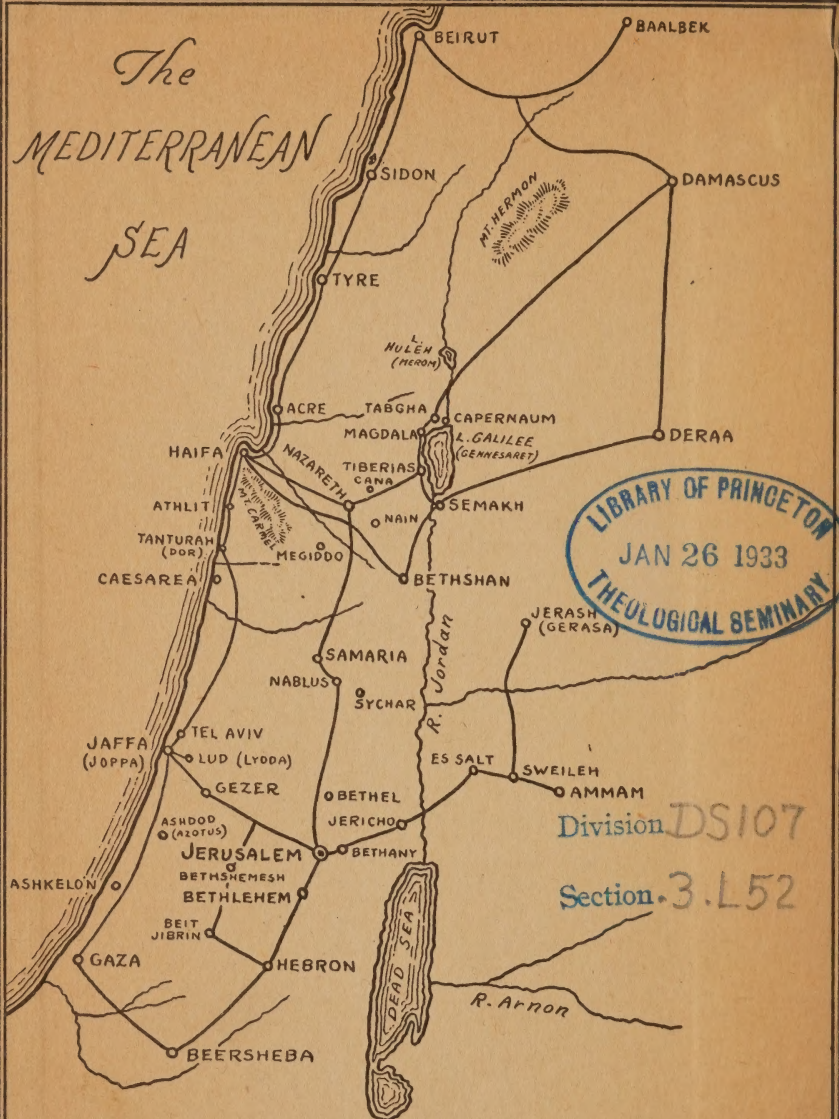 The
MEDITERRANEAN
SEA
BEIRUT
BAALBEK
SIDON
DAMASCUS
MT. HERMON
TYRE
L.
HULEH
(MEROM)
ACRE
TABGHA
CAPERNAUM
MAGDALA
L. GALILEE
(GENNESARET)
DERAA
HAIFA
NAZARETH
TIBERIAS
CANA
SEMAKH
ATHLIT
MT. CARMEL
NAIN
TANTURAH
(DOR)
MEGIDDO
CAESAREA
BETHSHAN
LIBRARY OF PRINCETON
JAN 26 1933
THEOLOGICAL SEMINARY
JERASH
(GERASA)
R. Jordan
SAMARIA
NABLUS
SYCHAR
TEL AVIV
JAFFA
(JOPPA)
LUD (LYDDA)
ES SALT
SWEILEH
GEZER
BETHEL
AMMAM
ASHDOD
(AZOTUS)
JERICHO
Division DS107
JERUSALEM
BETHANY
BETHSHEMESH
ASHKELON
BETHLEHEM
Section .3.L52
BEIT
JIBRIN
DEAD SEA
GAZA
HEBRON
R. Arnon
BEERSHEBA